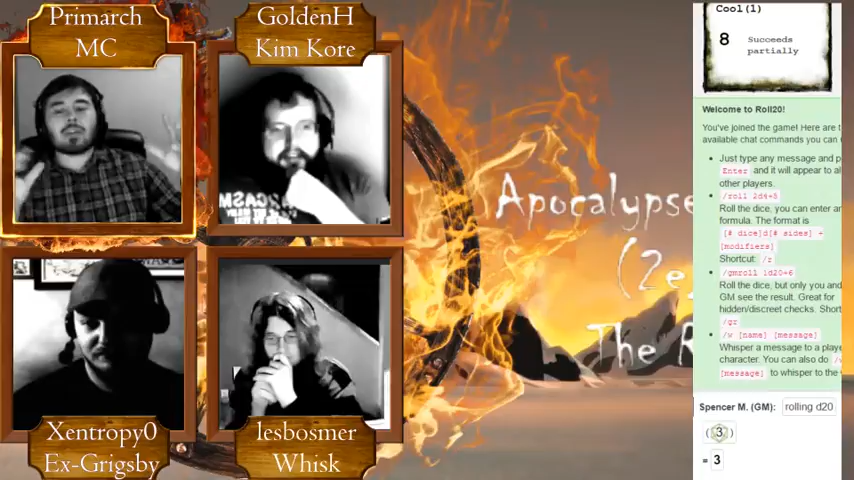 Primarch
MC
GoldenH
Kim Kore
Xentropy0
Ex-Grigsby
lesbosmer
Whisk
Apocalypse
(2e
The R
Cool(1)
8
Succeeds
partially
Welcome to Roll20!
You've joined the game! Here are t
available chat commands you can
Just type any message and p
Enter and it will appear to al
other players.
/roll 2d4+5
Roll the dice, you can enter an
formula. The format is
[# dice]d[# sides] +
[modifiers]
Shortcut: /r
/gmroll 1d20+6
Roll the dice, but only you and
GM see the result. Great for
hidden/discreet checks. Short
/gr
/w [name] [message]
Whisper a message to a playe
character. You can also do /w
[message] to whisper to the
Spencer M. (GM): rolling d20
(3)
= 3